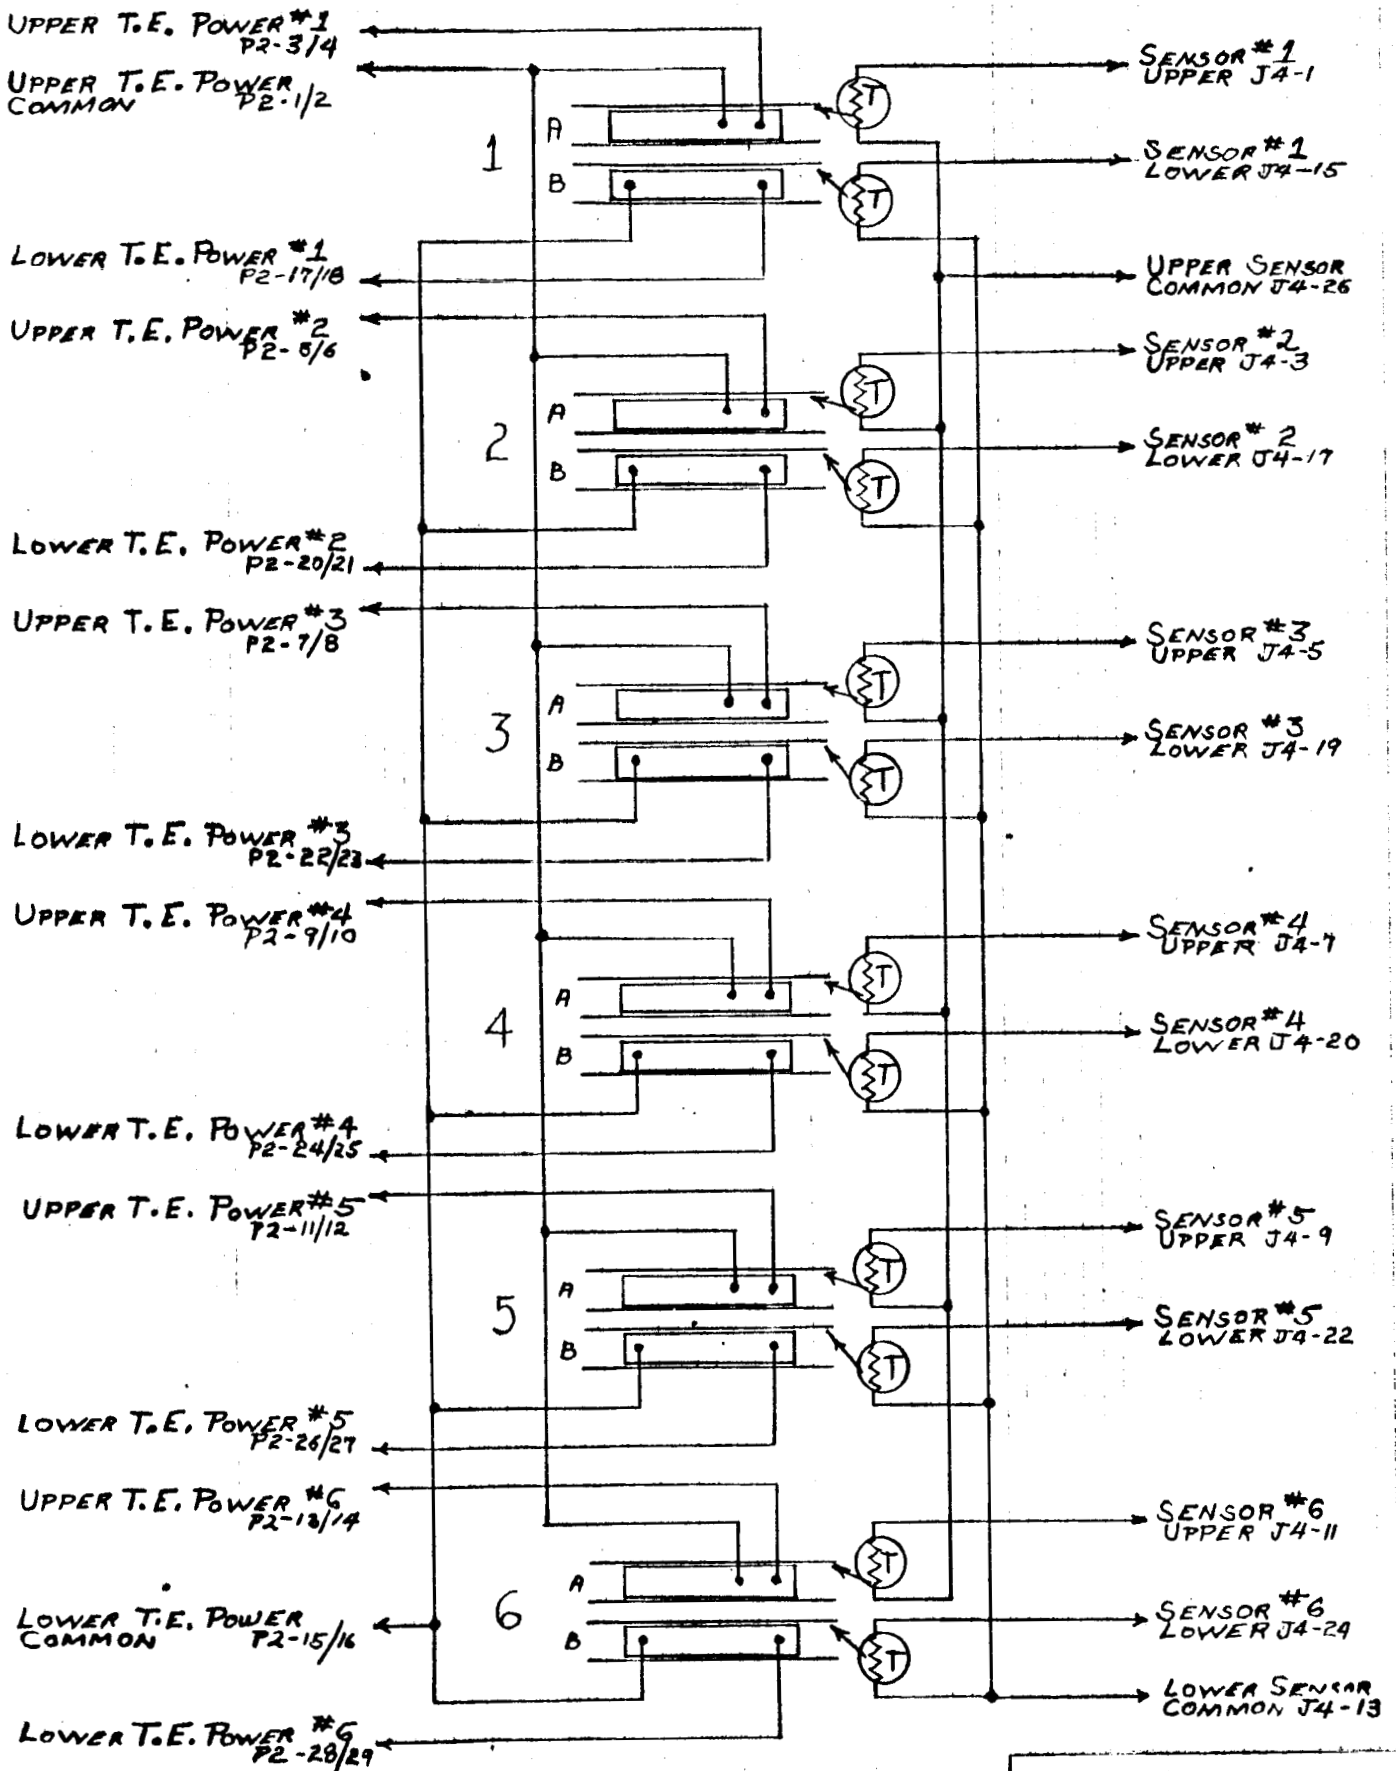 UPPER T.E. POWER #1
P2-3/4
UPPER T.E. POWER
COMMON P2-1/2
LOWER T.E. POWER #1
P2-17/18
UPPER T.E. POWER #2
P2-5/6
LOWER T.E. POWER #2
P2-20/21
UPPER T.E. POWER #3
P2-7/8
LOWER T.E. POWER #3
P2-22/23
UPPER T.E. POWER #4
P2-9/10
LOWER T.E. POWER #4
P2-24/25
UPPER T.E. POWER #5
P2-11/12
LOWER T.E. POWER #5
P2-26/27
UPPER T.E. POWER #6
P2-13/14
LOWER T.E. POWER
COMMON P2-15/16
LOWER T.E. POWER #6
P2-28/29
1
A
B
2
A
B
3
A
B
4
A
B
5
A
B
6
A
B
T
T
T
T
T
T
T
T
T
T
T
T
SENSOR #1
UPPER J4-1
SENSOR #1
LOWER J4-15
UPPER SENSOR
COMMON J4-26
SENSOR #2
UPPER J4-3
SENSOR # 2
LOWER J4-17
SENSOR #3
UPPER J4-5
SENSOR #3
LOWER J4-19
SENSOR #4
UPPER J4-7
SENSOR #4
LOWER J4-20
SENSOR #5
UPPER J4-9
SENSOR #5
LOWER J4-22
SENSOR #6
UPPER J4-11
SENSOR #6
LOWER J4-24
LOWER SENSOR
COMMON J4-13